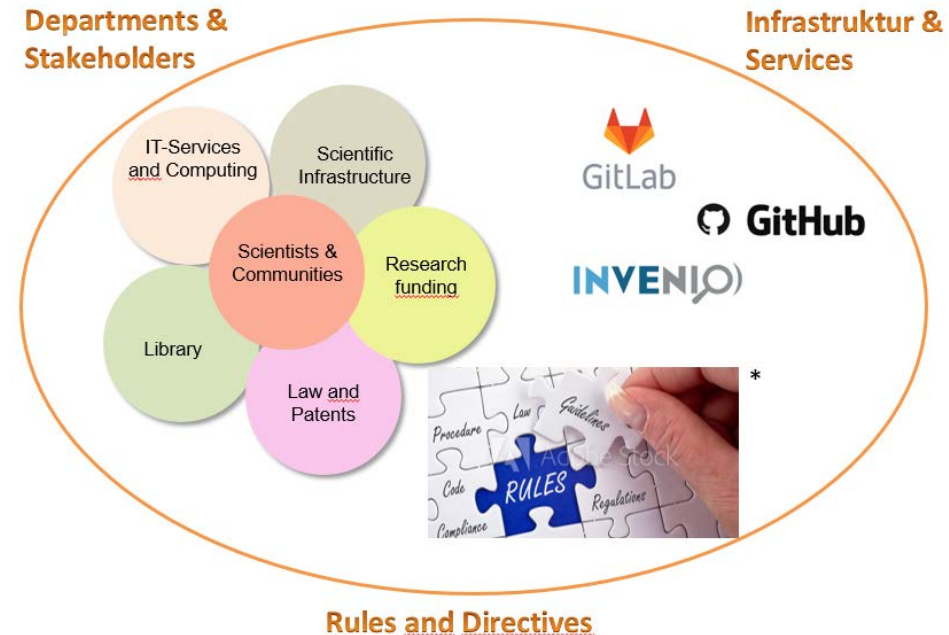 Departments &
Stakeholders
Infrastruktur &
Services
IT-Services
and Computing
Scientific
Infrastructure
Scientists &
Communities
Research
funding
Library
Law and
Patents
GitLab
GitHub
INVENIO
*
Procedure
Law
Guidelines
Code
RULES
Regulations
Compliance
Adobe Stock
Rules and Directives